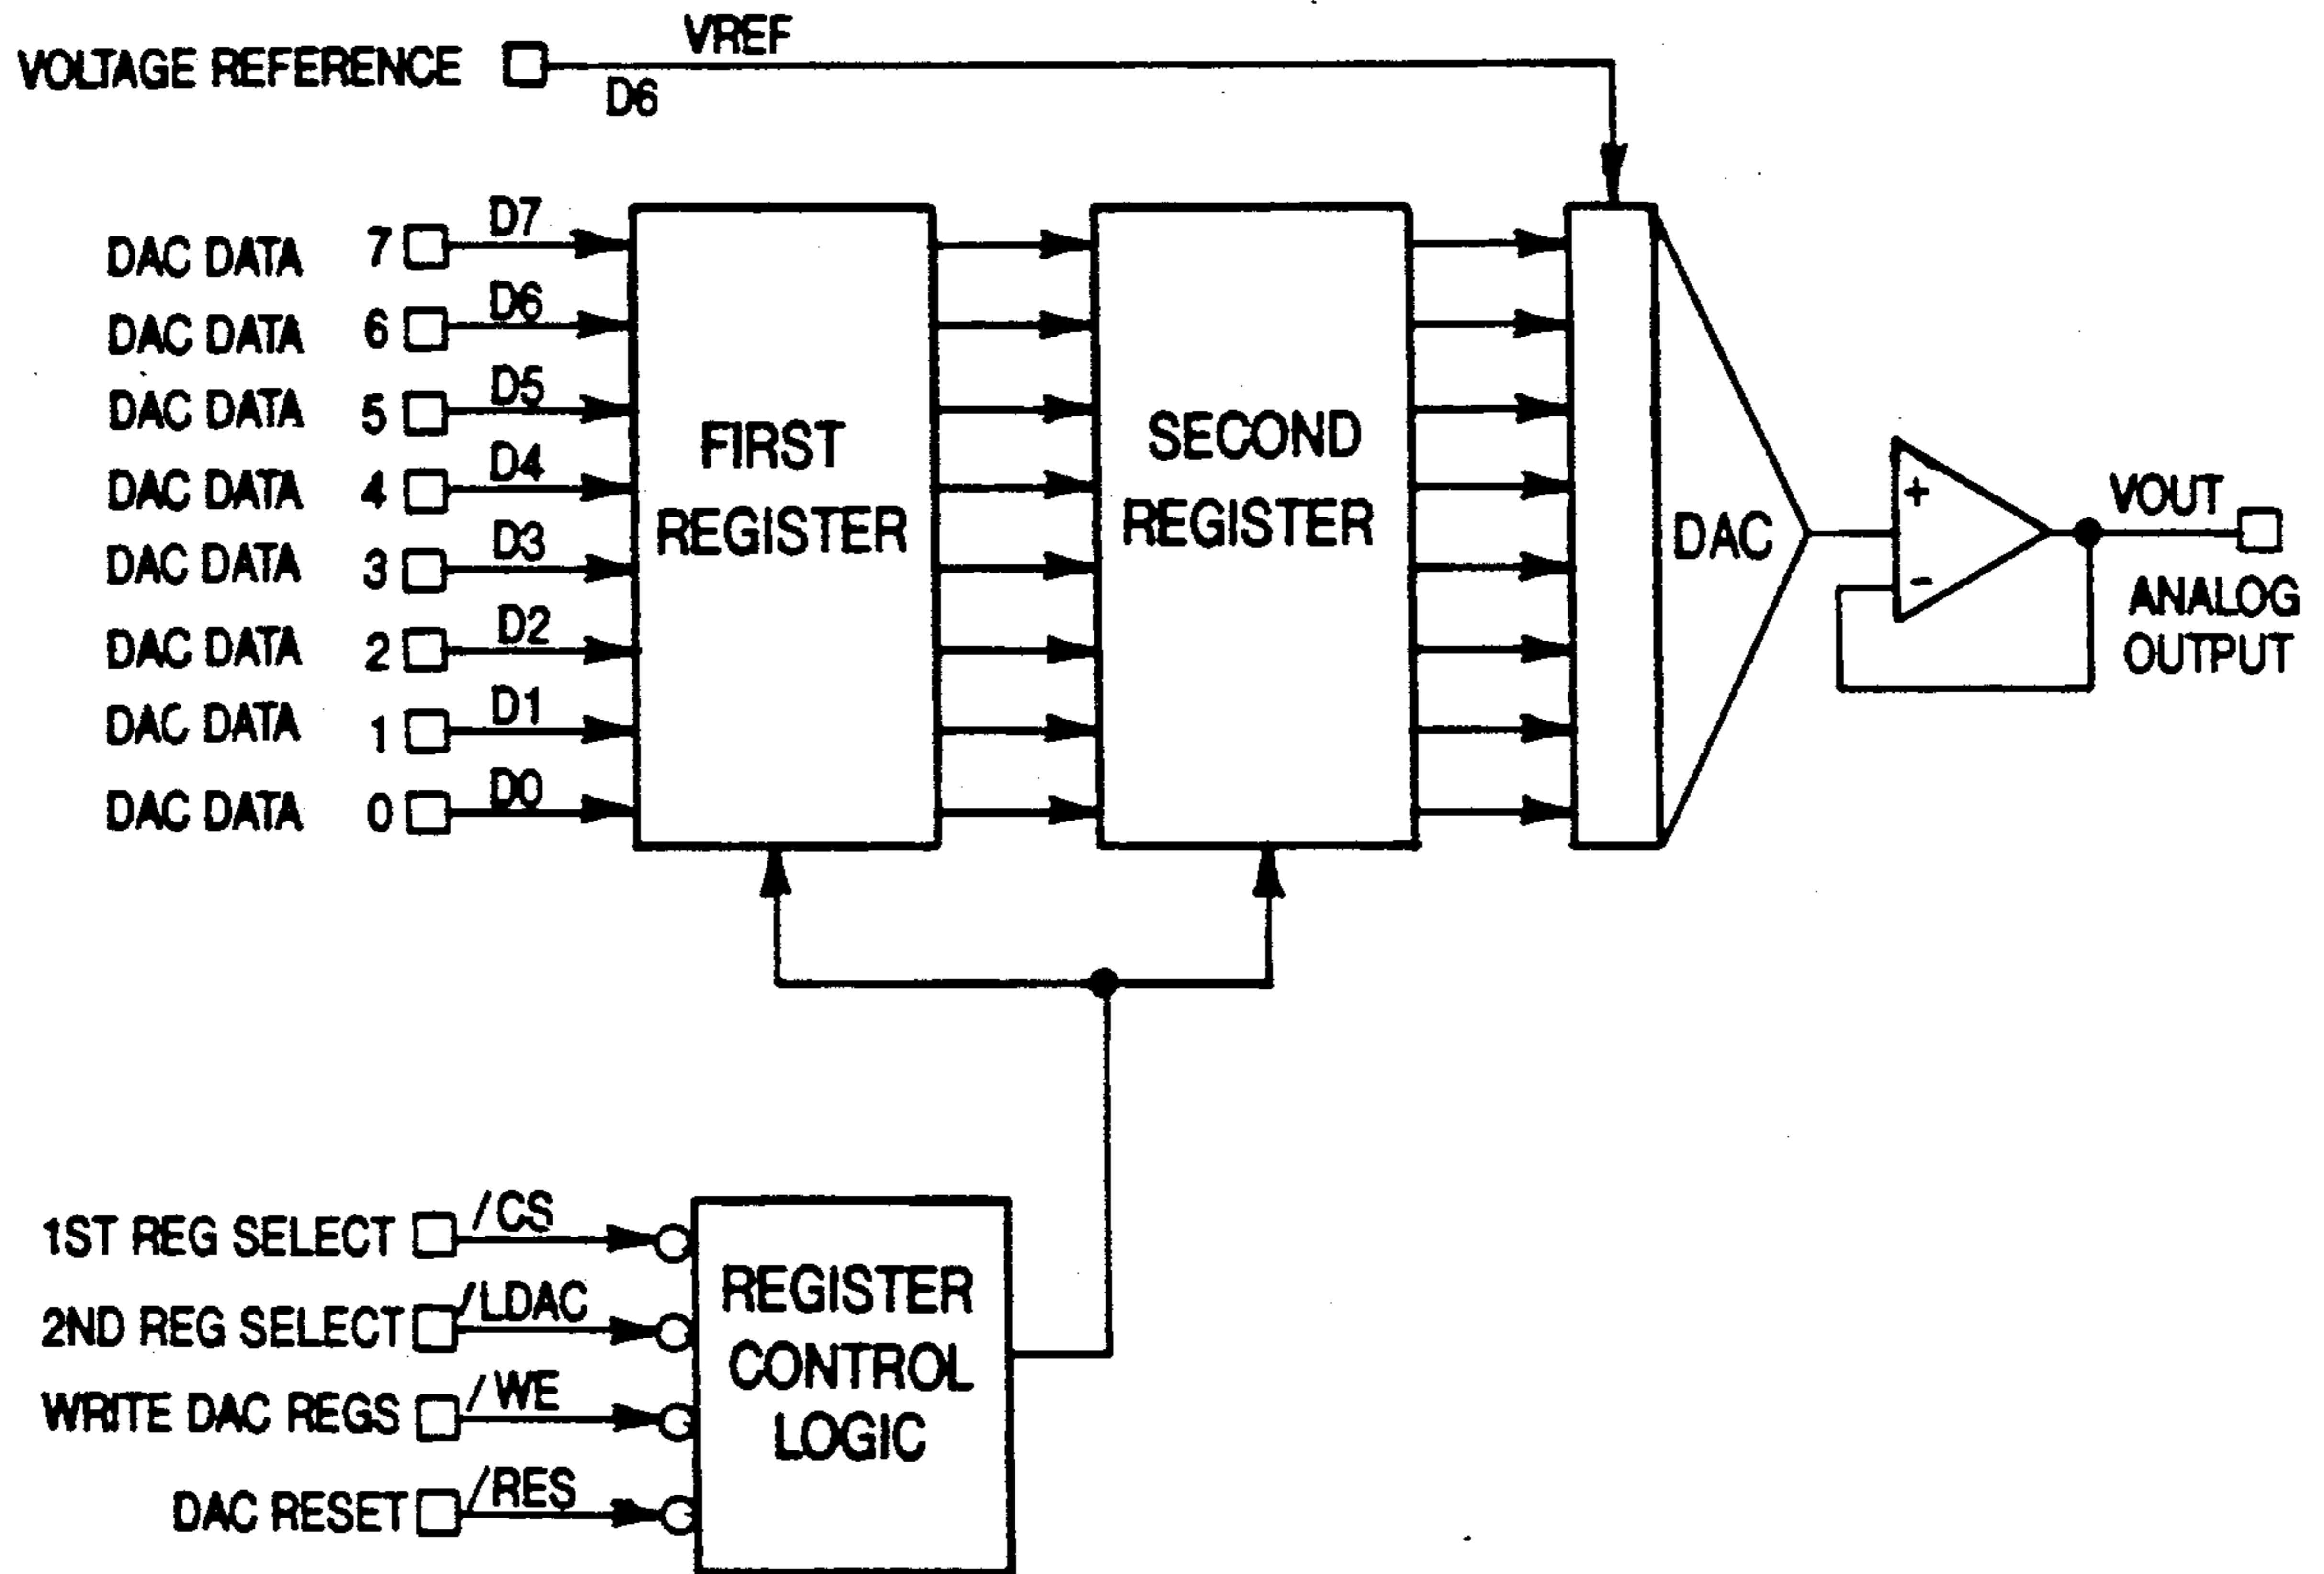 VOLTAGE REFERENCE VREF
D6
DAC DATA 7 D7
DAC DATA 6 D6
DAC DATA 5 D5
DAC DATA 4 D4
DAC DATA 3 D3
DAC DATA 2 D2
DAC DATA 1 D1
DAC DATA 0 D0
FIRST
REGISTER
SECOND
REGISTER
DAC
+
-
VOUT
ANALOG
OUTPUT
1ST REG SELECT /CS
2ND REG SELECT /LDAC
WRITE DAC REGS /WE
DAC RESET /RES
REGISTER
CONTROL
LOGIC